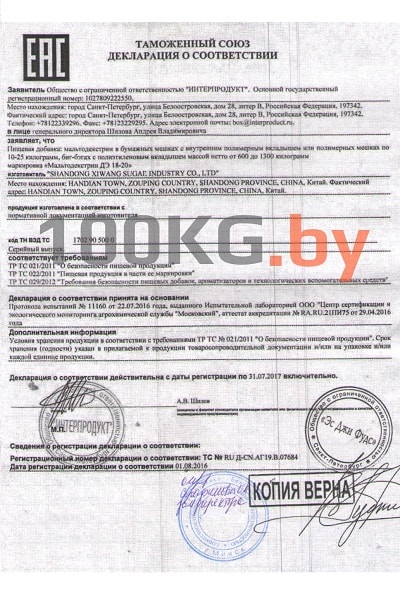 EAC
ТАМОЖЕННЫЙ СОЮЗ
ДЕКЛАРАЦИЯ О СООТВЕТСТВИИ
Заявитель Общество с ограниченной ответственностью "ИНТЕРПРОДУКТ". Основной государственный
регистрационный номер: 1027809222550,
Место нахождения: город Санкт-Петербург, улица Белоостровская, дом 28, литер В, Российская Федерация, 197342.
Фактический адрес: город Санкт-Петербург, улица Белоостровская, дом 28, литер В, Российская Федерация, 197342,
Телефон: +78122339296. Факс: +78123229295. Адрес электронной почты: box@interproduct.ru.
в лице генерального директора Шилова Андрея Владимировича
заявляет, что
Пищевая добавка: мальтодекстрин в бумажных мешках с внутренним полимерным вкладышем или полимерных мешках по
10-25 килограмм, биг-бэгах с полиэтиленовым вкладышем массой нетто от 600 до 1300 килограмм
маркировки «Мальтодекстрин ДЭ 18-20»
изготовитель "SHANDONG XIWANG SUGAR INDUSTRY CO., LTD"
Место нахождения: HANDIAN TOWN, ZOUPING COUNTRY, SHANDONG PROVINCE, CHINA, Китай. Фактический
адрес: HANDIAN TOWN, ZOUPING COUNTRY, SHANDONG PROVINCE, CHINA, Китай
продукция изготовлена в соответствии с
нормативной документацией изготовителя
100KG.by
код ТН ВЭД ТС 1702 90 500 0
Серийный выпуск
соответствует требованиям
ТР ТС 021/2011 "О безопасности пищевой продукции"
ТР ТС 022/2011 "Пищевая продукция в части ее маркировки"
ТР ТС 029/2012 "Требования безопасности пищевых добавок, ароматизаторов и технологических вспомогательных средств"
Декларация о соответствии принята на основании
Протокола испытаний № 11160 от 22.07.2016 года, выданного Испытательной лабораторией ООО "Центр сертификации и
экологического мониторинга агрохимической службы "Московский", аттестат аккредитации № RA.RU.21ПИ75 от 29.04.2016
года
Дополнительная информация
Условия хранения продукции в соответствии с требованиями ТР ТС № 021/2011 "О безопасности пищевой продукции". Срок
хранения (годности) указан в прилагаемой к продукции товаросопроводительной документации и/или на упаковке и/или
каждой единице продукции.
Декларация о соответствии действительна с даты регистрации по 31.07.2017 включительно.
А.В. Шилов
М.П.
"ИНТЕРПРОДУКТ"
"Эс Джи Фудс"
Сведения о регистрации декларации о соответствии:
Регистрационный номер декларации о соответствии: ТС № RU Д-CN.АГ19.В.07684
Дата регистрации декларации о соответствии 01.08.2016
КОПИЯ ВЕРНА